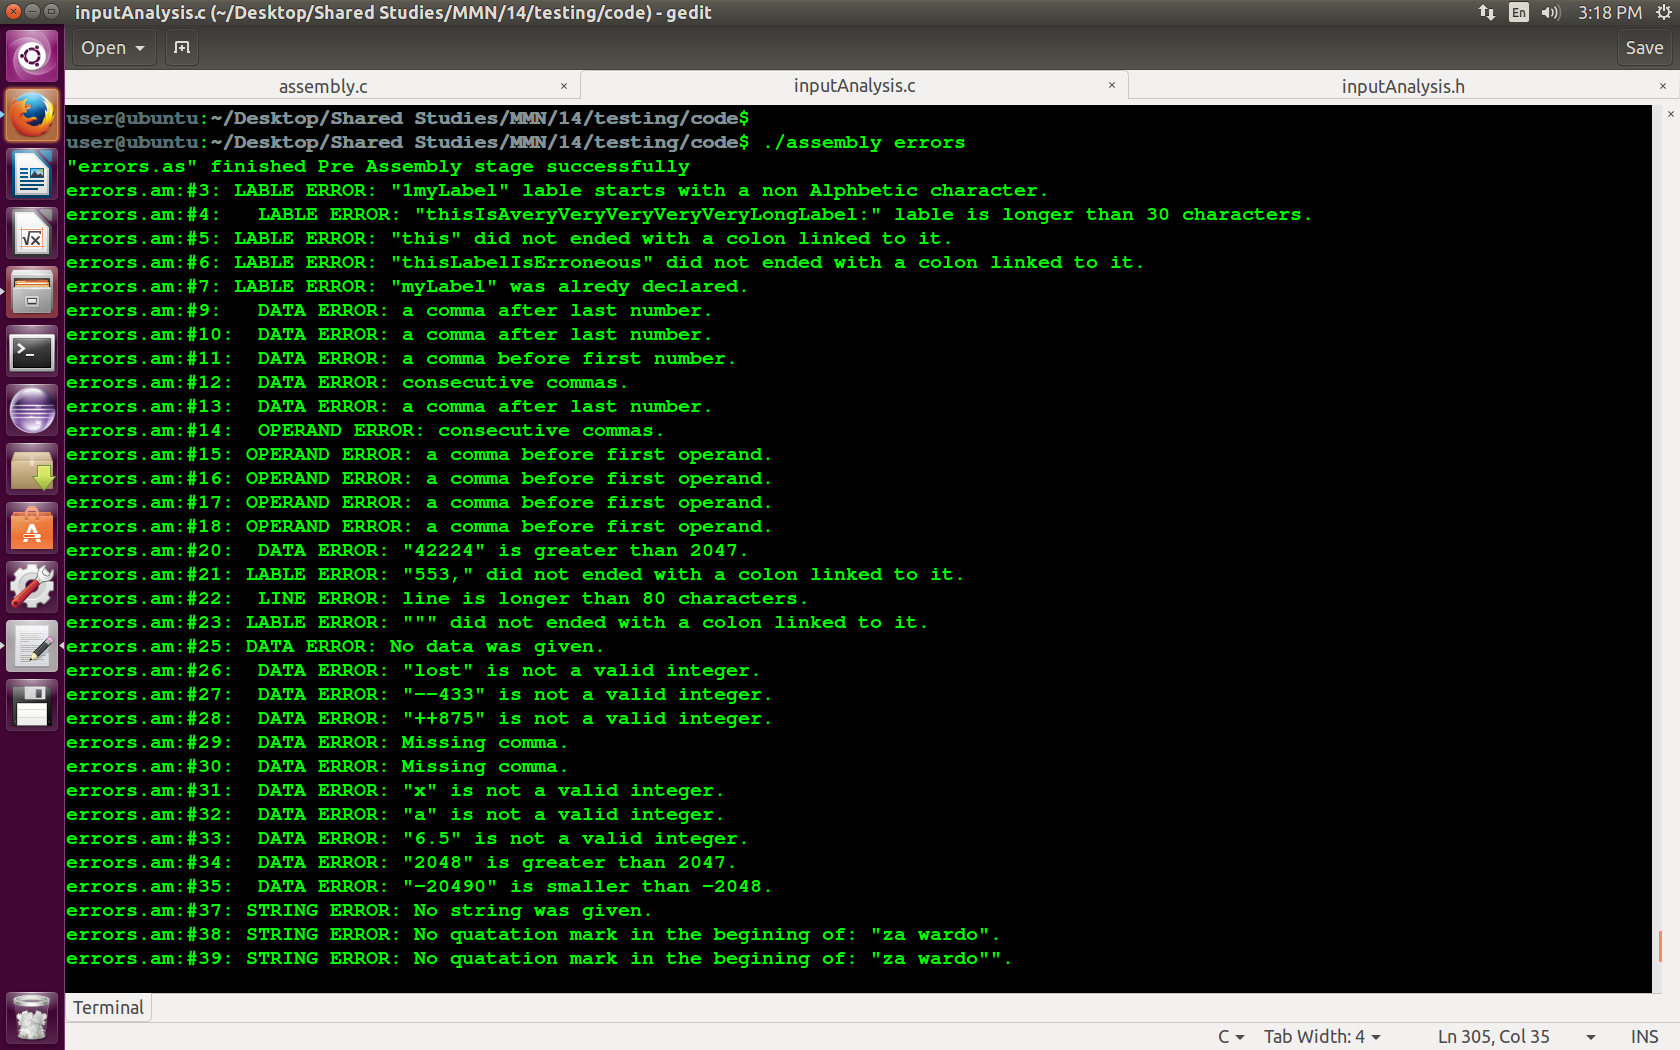 inputAnalysis.c (~/Desktop/Shared Studies/MMN/14/testing/code) - gedit
En
3:18 PM
Open
Save
assembly.c
inputAnalysis.c
inputAnalysis.h
user@ubuntu:~/Desktop/Shared Studies/MMN/14/testing/code$
user@ubuntu:~/Desktop/Shared Studies/MMN/14/testing/code$ ./assembly errors
"errors.as" finished Pre Assembly stage successfully
errors.am:#3: LABLE ERROR: "1myLabel" lable starts with a non Alphbetic character.
errors.am:#4:   LABLE ERROR: "thisIsAveryVeryVeryVeryVeryLongLabel:" lable is longer than 30 characters.
errors.am:#5: LABLE ERROR: "this" did not ended with a colon linked to it.
errors.am:#6: LABLE ERROR: "thisLabelIsErroneous" did not ended with a colon linked to it.
errors.am:#7: LABLE ERROR: "myLabel" was alredy declared.
errors.am:#9:   DATA ERROR: a comma after last number.
errors.am:#10:  DATA ERROR: a comma after last number.
errors.am:#11:  DATA ERROR: a comma before first number.
errors.am:#12:  DATA ERROR: consecutive commas.
errors.am:#13:  DATA ERROR: a comma after last number.
errors.am:#14:  OPERAND ERROR: consecutive commas.
errors.am:#15: OPERAND ERROR: a comma before first operand.
errors.am:#16: OPERAND ERROR: a comma before first operand.
errors.am:#17: OPERAND ERROR: a comma before first operand.
errors.am:#18: OPERAND ERROR: a comma before first operand.
errors.am:#20:  DATA ERROR: "42224" is greater than 2047.
errors.am:#21: LABLE ERROR: "553," did not ended with a colon linked to it.
errors.am:#22:  LINE ERROR: line is longer than 80 characters.
errors.am:#23: LABLE ERROR: """ did not ended with a colon linked to it.
errors.am:#25: DATA ERROR: No data was given.
errors.am:#26:  DATA ERROR: "lost" is not a valid integer.
errors.am:#27:  DATA ERROR: "--433" is not a valid integer.
errors.am:#28:  DATA ERROR: "++875" is not a valid integer.
errors.am:#29:  DATA ERROR: Missing comma.
errors.am:#30:  DATA ERROR: Missing comma.
errors.am:#31:  DATA ERROR: "x" is not a valid integer.
errors.am:#32:  DATA ERROR: "a" is not a valid integer.
errors.am:#33:  DATA ERROR: "6.5" is not a valid integer.
errors.am:#34:  DATA ERROR: "2048" is greater than 2047.
errors.am:#35:  DATA ERROR: "-20490" is smaller than -2048.
errors.am:#37: STRING ERROR: No string was given.
errors.am:#38: STRING ERROR: No quatation mark in the begining of: "za wardo".
errors.am:#39: STRING ERROR: No quatation mark in the begining of: "za wardo"".
Terminal
C
Tab Width: 4
Ln 305, Col 35
INS